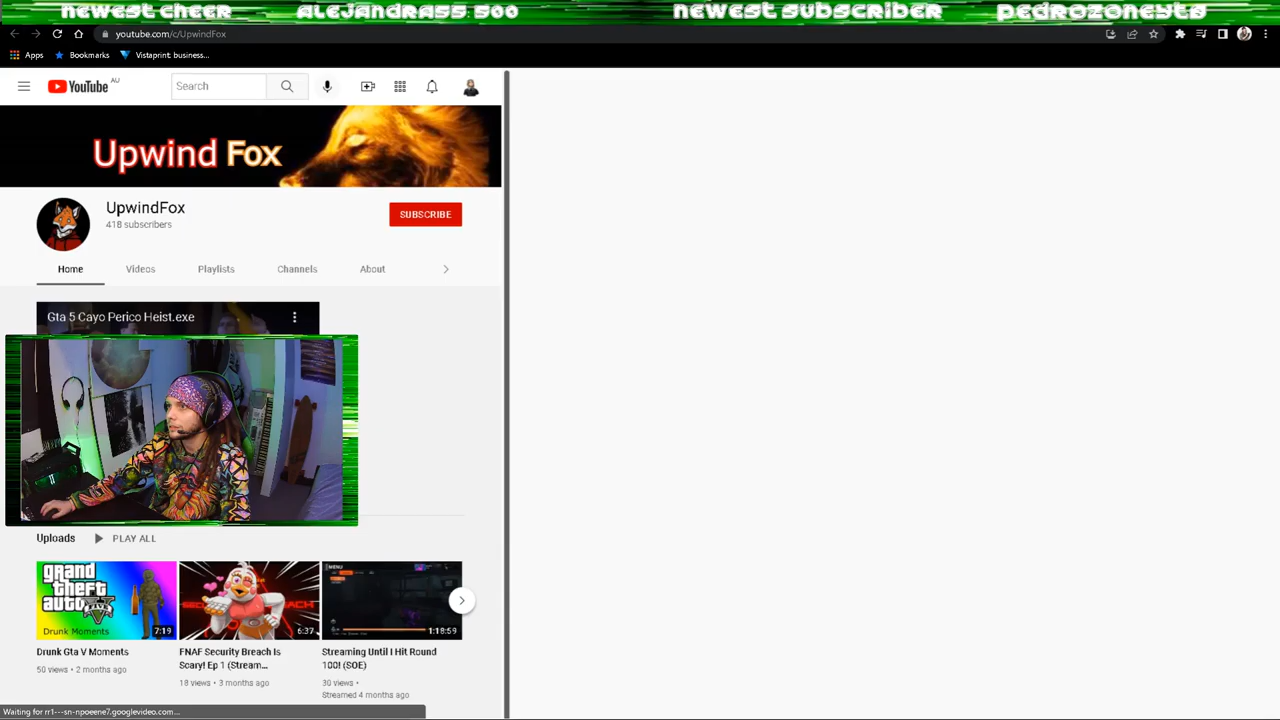 newest cheer alejandrass 500 newest subscriber pedrozoneyts
youtube.com/c/UpwindFox
Apps Bookmarks Vistaprint: business...
YouTube AU Search
Upwind Fox
UpwindFox
418 subscribers
SUBSCRIBE
Home Videos Playlists Channels About
Gta 5 Cayo Perico Heist.exe
Uploads PLAY ALL
grand
theft
auto
V
Drunk Moments
7:19
6:37
MENU
1:18:59
Drunk Gta V Moments
50 views • 2 months ago
FNAF Security Breach Is
Scary! Ep 1 (Stream...
18 views • 3 months ago
Streaming Until I Hit Round
100! (SOE)
30 views •
Streamed 4 months ago
Waiting for rr1---sn-npoeene7.googlevideo.com...